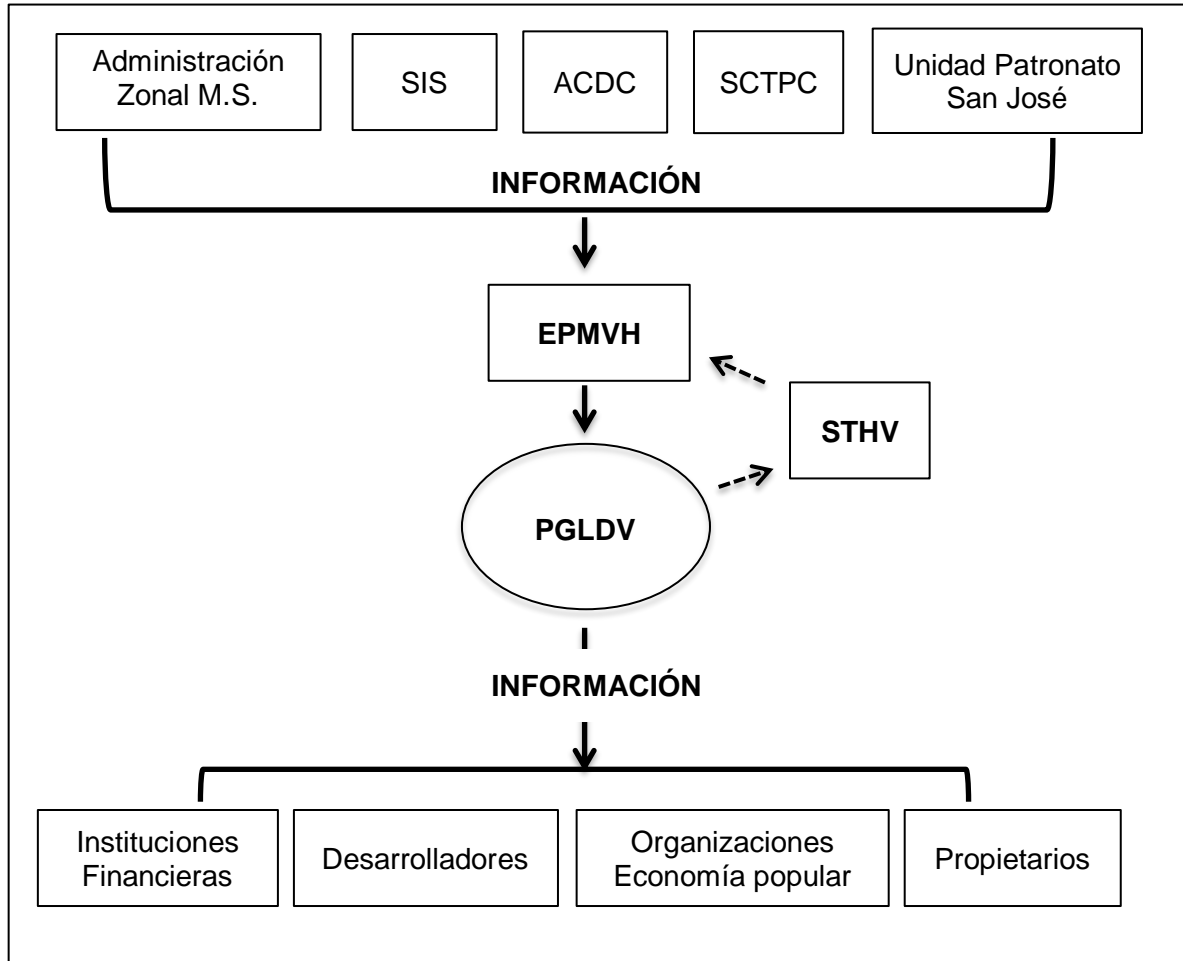 Administración
Zonal M.S.
SIS
ACDC
SCTPC
Unidad Patronato
San José
INFORMACIÓN
EPMVH
STHV
PGLDV
INFORMACIÓN
Instituciones
Financieras
Desarrolladores
Organizaciones
Economía popular
Propietarios